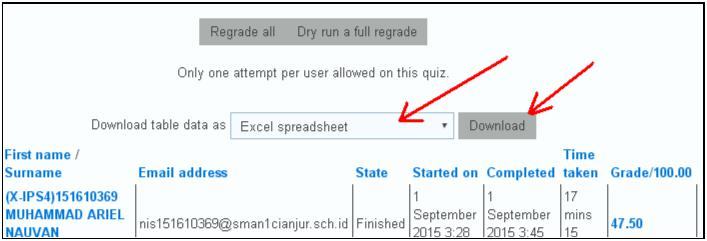 Regrade all Dry run a full regrade
Only one attempt per user allowed on this quiz.
Download table data as Excel spreadsheet Download
First name /
Surname Email address State Started on Completed Time taken Grade/100.00
(X-IPS4)151610369
MUHAMMAD ARIEL
NAUVAN nis151610369@sman1cianjur.sch.id Finished 1 September 2015 3:28 1 September 2015 3:45 17 mins 15 47.50